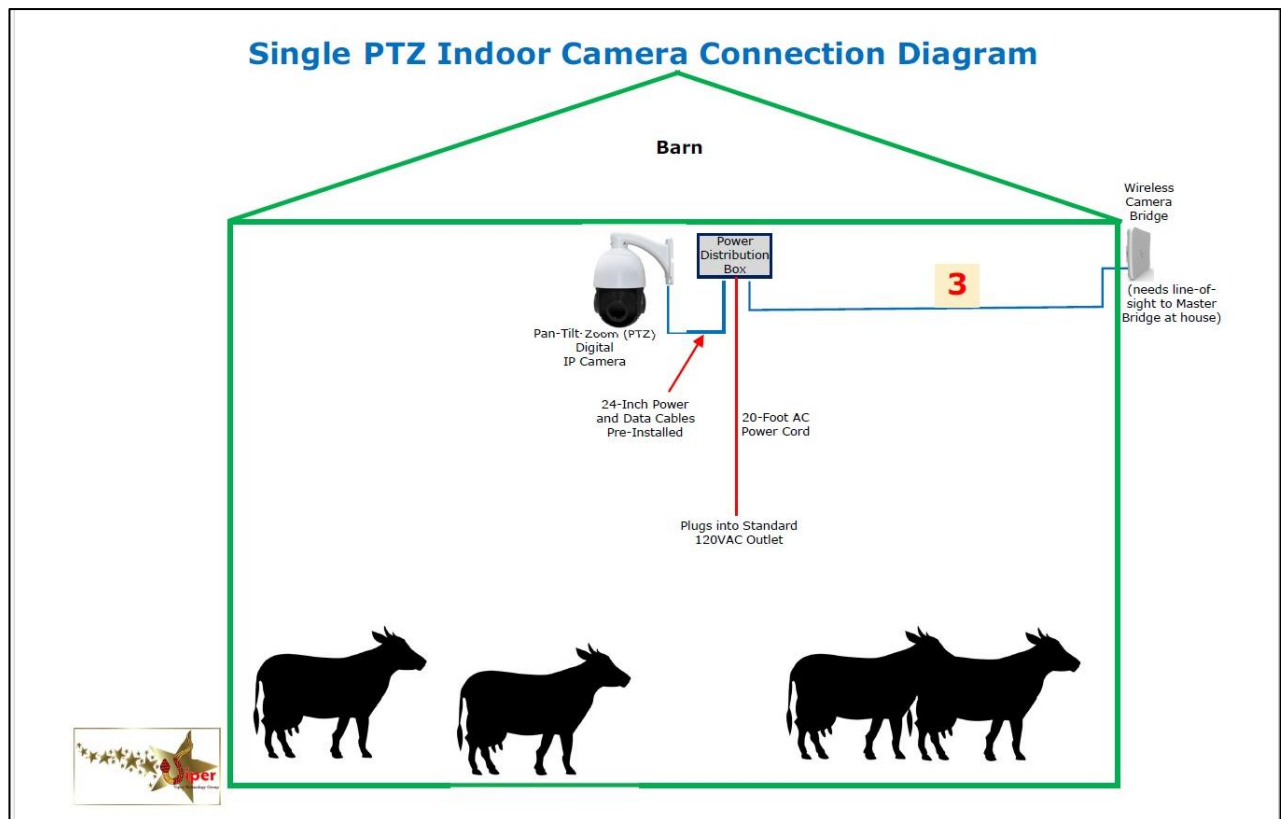 Single PTZ Indoor Camera Connection Diagram
Barn
Wireless
Camera
Bridge
(needs line-of-
sight to Master
Bridge at house)
Power
Distribution
Box
3
Pan-Tilt-Zoom (PTZ)
Digital
IP Camera
24-Inch Power
and Data Cables
Pre-Installed
20-Foot AC
Power Cord
Plugs into Standard
120VAC Outlet
Viper